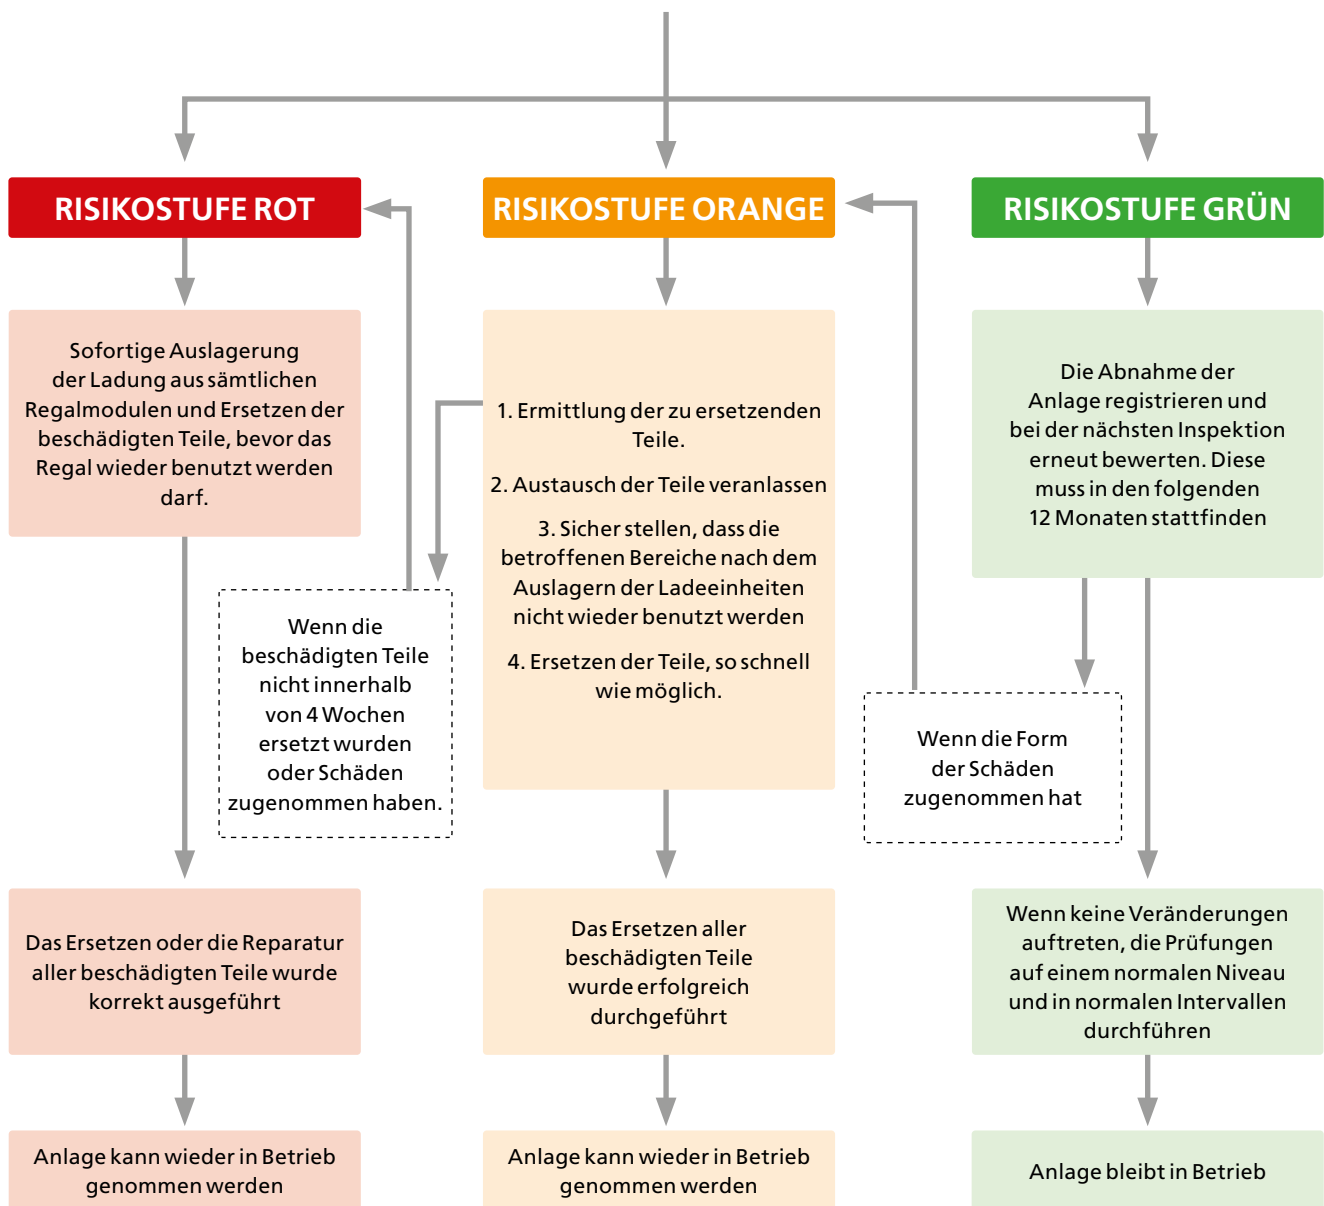 RISIKOSTUFE ROT
Sofortige Auslagerung
der Ladung aus sämtlichen
Regalmodulen und Ersetzen der
beschädigten Teile, bevor das
Regal wieder benutzt werden
darf.
Wenn die
beschädigten Teile
nicht innerhalb
von 4 Wochen
ersetzt wurden
oder Schäden
zugenommen haben.
Das Ersetzen oder die Reparatur
aller beschädigten Teile wurde
korrekt ausgeführt
Anlage kann wieder in Betrieb
genommen werden
RISIKOSTUFE ORANGE
1. Ermittlung der zu ersetzenden
Teile.
2. Austausch der Teile veranlassen
3. Sicher stellen, dass die
betroffenen Bereiche nach dem
Auslagern der Ladeeinheiten
nicht wieder benutzt werden
4. Ersetzen der Teile, so schnell
wie möglich.
Das Ersetzen aller
beschädigten Teile
wurde erfolgreich
durchgeführt
Anlage kann wieder in Betrieb
genommen werden
RISIKOSTUFE GRÜN
Die Abnahme der
Anlage registrieren und
bei der nächsten Inspektion
erneut bewerten. Diese
muss in den folgenden
12 Monaten stattfinden
Wenn die Form
der Schäden
zugenommen hat
Wenn keine Veränderungen
auftreten, die Prüfungen
auf einem normalen Niveau
und in normalen Intervallen
durchführen
Anlage bleibt in Betrieb